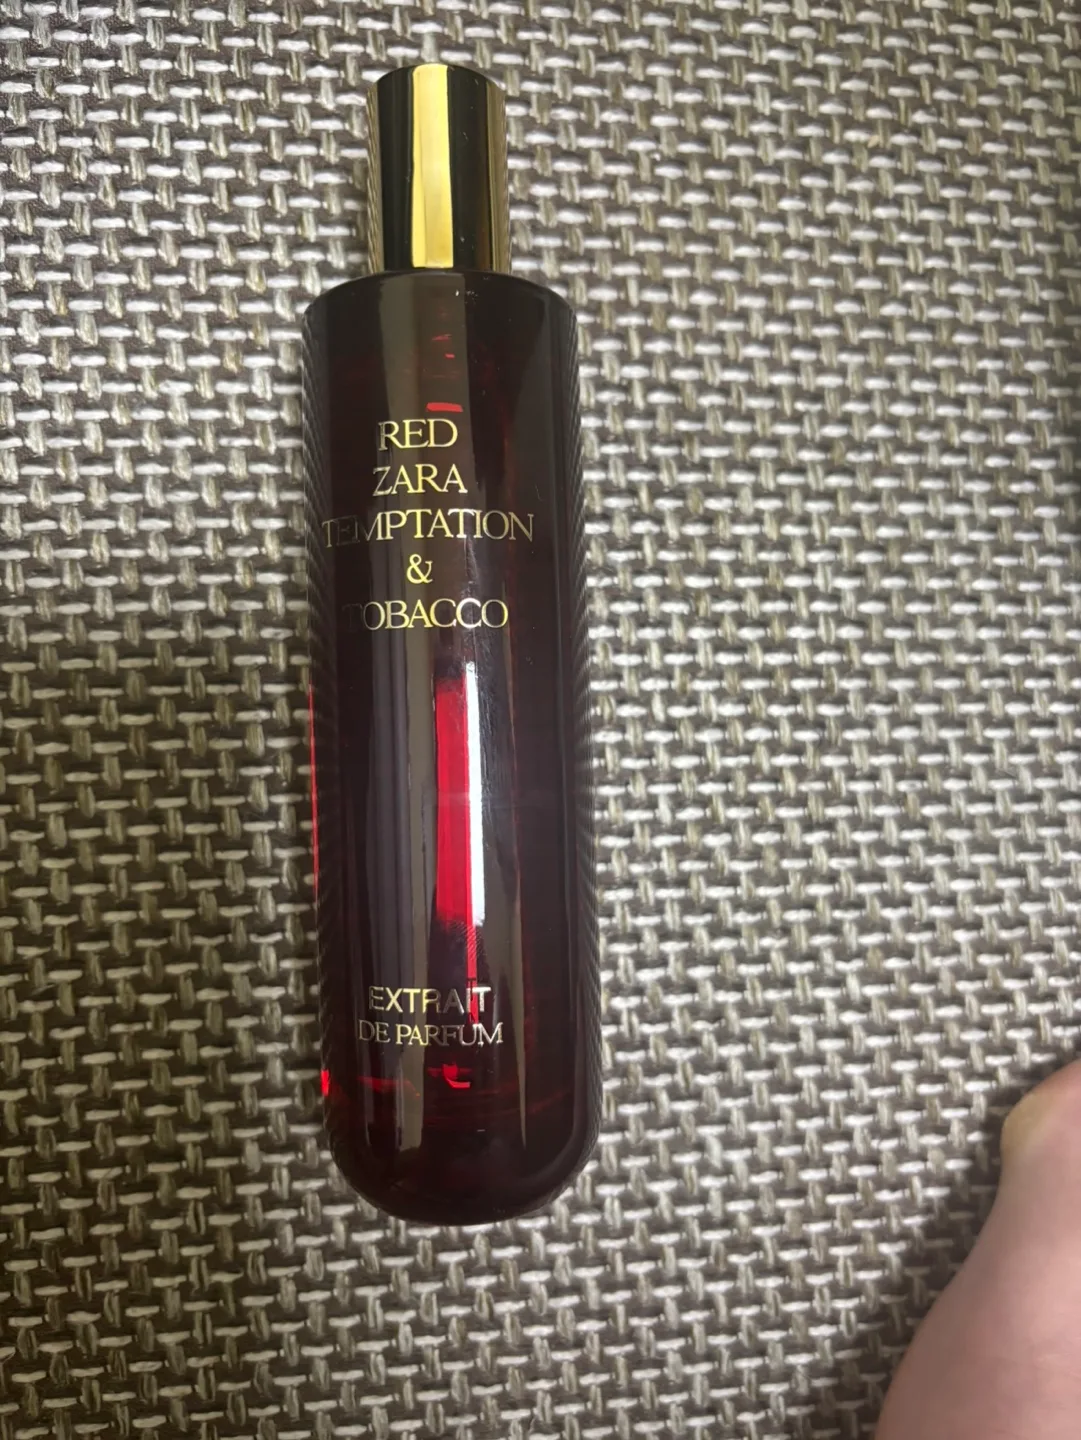 RED
ZARA
TEMPTATION
&
TOBACCO
EXTRAIT
DE PARFUM